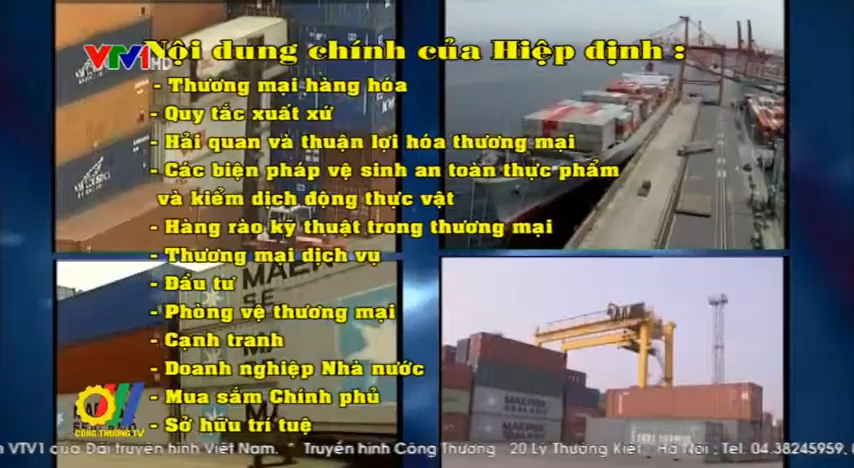 VTV1
HD
Nội dung chính của Hiệp định :
- Thương mại hàng hóa
- Quy tắc xuất xứ
- Hải quan và thuận lợi hóa thương mại
- Các biện pháp vệ sinh an toàn thực phẩm
và kiểm dịch động thực vật
- Hàng rào kỹ thuật trong thương mại
- Thương mại dịch vụ
- Đầu tư
- Phòng vệ thương mại
- Cạnh tranh
- Doanh nghiệp Nhà nước
- Mua sắm Chính phủ
- Sở hữu trí tuệ
MAERSK
SEALAND
CÔNG THƯƠNG TV
VTV1 của Đài truyền hình Việt Nam. Truyền hình Công Thương 20 Lý Thường Kiệt - Hà Nội ; Tel: 04.38245959,